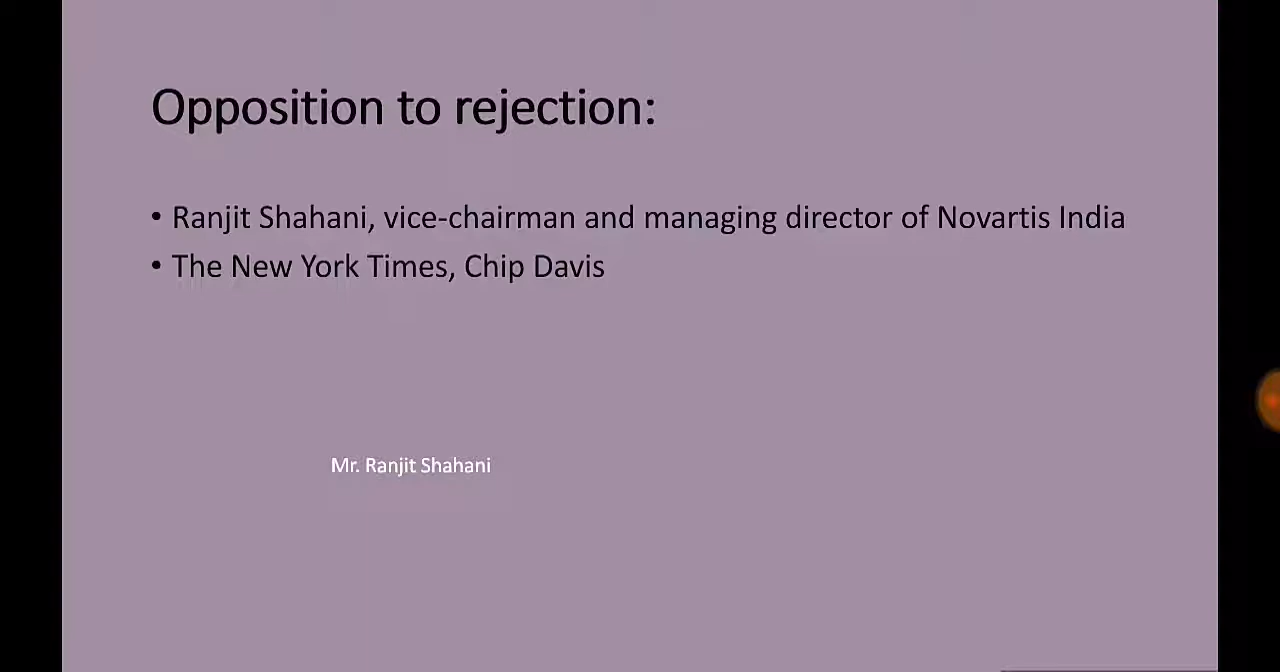 Opposition to rejection:
• Ranjit Shahani, vice-chairman and managing director of Novartis India
• The New York Times, Chip Davis
Mr. Ranjit Shahani